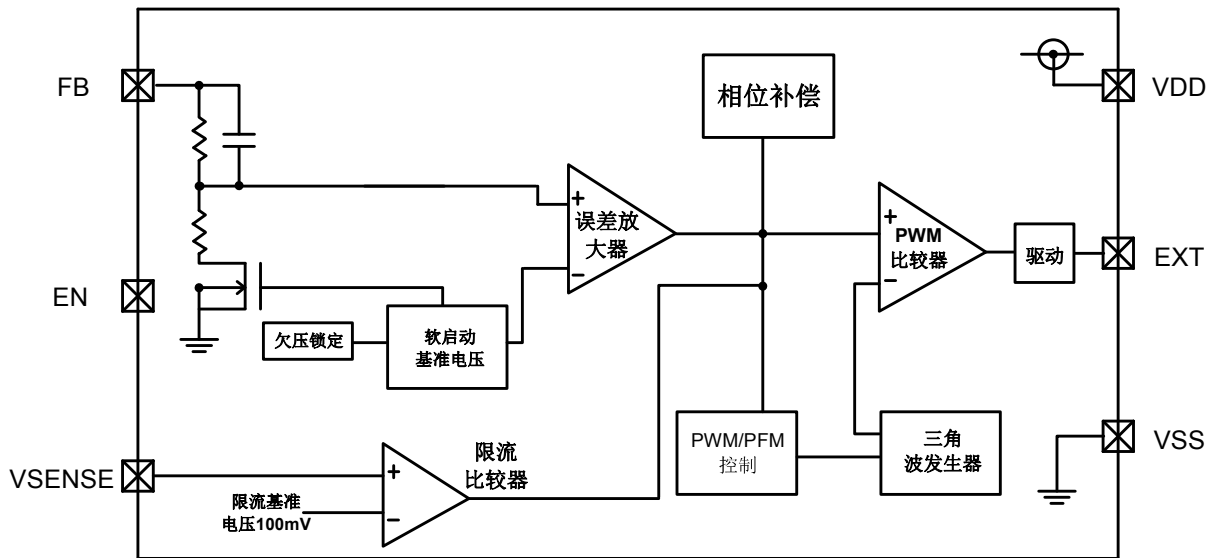 FB
EN
VSENSE
VDD
EXT
VSS
相位补偿
+
误差放
大器
−
+
PWM
比较器
−
驱动
欠压锁定
软启动
基准电压
PWM/PFM
控制
三角
波发生器
限流
比较器
+
−
限流基准
电压100mV